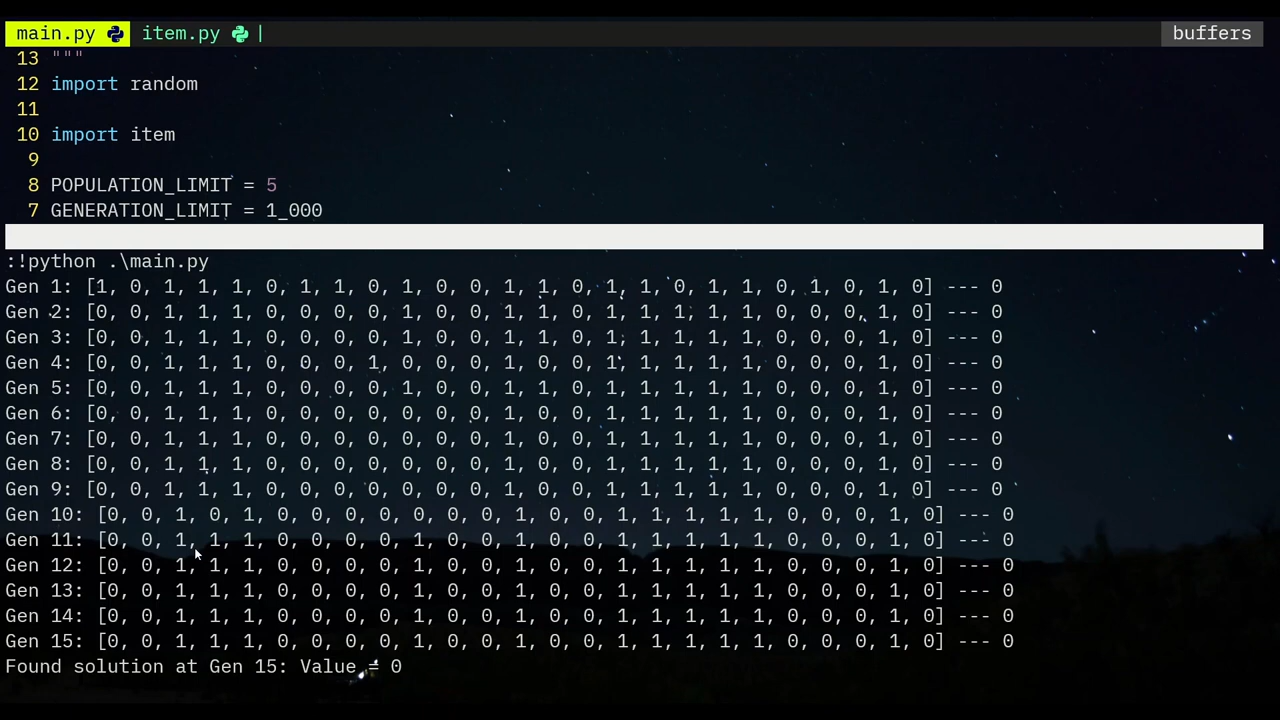 main.py item.py | buffers
13 """
12 import random
11
10 import item
9
8 POPULATION_LIMIT = 5
7 GENERATION_LIMIT = 1_000
:!python .\main.py
Gen 1: [1, 0, 1, 1, 1, 0, 1, 1, 0, 1, 0, 0, 1, 1, 0, 1, 1, 0, 1, 1, 0, 1, 0, 1, 0] --- 0
Gen 2: [0, 0, 1, 1, 1, 0, 0, 0, 0, 1, 0, 0, 1, 1, 0, 1, 1, 1, 1, 1, 0, 0, 0, 1, 0] --- 0
Gen 3: [0, 0, 1, 1, 1, 0, 0, 0, 0, 1, 0, 0, 1, 1, 0, 1, 1, 1, 1, 1, 0, 0, 0, 1, 0] --- 0
Gen 4: [0, 0, 1, 1, 1, 0, 0, 0, 1, 0, 0, 0, 1, 0, 0, 1, 1, 1, 1, 1, 0, 0, 0, 1, 0] --- 0
Gen 5: [0, 0, 1, 1, 1, 0, 0, 0, 0, 1, 0, 0, 1, 1, 0, 1, 1, 1, 1, 1, 0, 0, 0, 1, 0] --- 0
Gen 6: [0, 0, 1, 1, 1, 0, 0, 0, 0, 0, 0, 0, 1, 0, 0, 1, 1, 1, 1, 1, 0, 0, 0, 1, 0] --- 0
Gen 7: [0, 0, 1, 1, 1, 0, 0, 0, 0, 0, 0, 0, 1, 0, 0, 1, 1, 1, 1, 1, 0, 0, 0, 1, 0] --- 0
Gen 8: [0, 0, 1, 1, 1, 0, 0, 0, 0, 0, 0, 0, 1, 0, 0, 1, 1, 1, 1, 1, 0, 0, 0, 1, 0] --- 0
Gen 9: [0, 0, 1, 1, 1, 0, 0, 0, 0, 0, 0, 0, 1, 0, 0, 1, 1, 1, 1, 1, 0, 0, 0, 1, 0] --- 0
Gen 10: [0, 0, 1, 0, 1, 0, 0, 0, 0, 0, 0, 0, 1, 0, 0, 1, 1, 1, 1, 1, 0, 0, 0, 1, 0] --- 0
Gen 11: [0, 0, 1, 1, 1, 0, 0, 0, 0, 1, 0, 0, 1, 0, 0, 1, 1, 1, 1, 1, 0, 0, 0, 1, 0] --- 0
Gen 12: [0, 0, 1, 1, 1, 0, 0, 0, 0, 1, 0, 0, 1, 0, 0, 1, 1, 1, 1, 1, 0, 0, 0, 1, 0] --- 0
Gen 13: [0, 0, 1, 1, 1, 0, 0, 0, 0, 1, 0, 0, 1, 0, 0, 1, 1, 1, 1, 1, 0, 0, 0, 1, 0] --- 0
Gen 14: [0, 0, 1, 1, 1, 0, 0, 0, 0, 1, 0, 0, 1, 0, 0, 1, 1, 1, 1, 1, 0, 0, 0, 1, 0] --- 0
Gen 15: [0, 0, 1, 1, 1, 0, 0, 0, 0, 1, 0, 0, 1, 0, 0, 1, 1, 1, 1, 1, 0, 0, 0, 1, 0] --- 0
Found solution at Gen 15: Value = 0